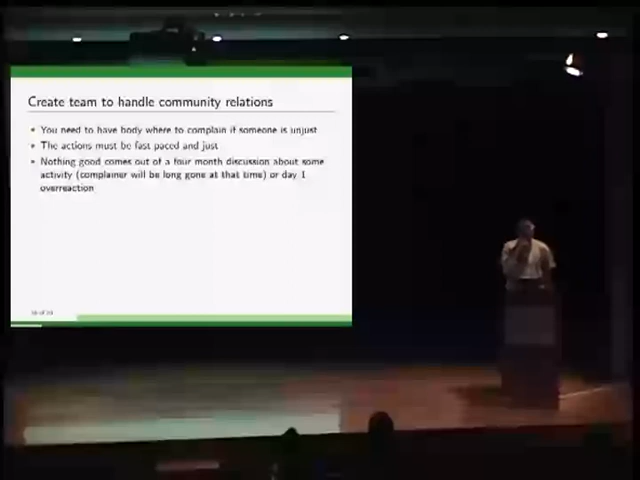 Create team to handle community relations
You need to have body where to complain if someone is unjust
The actions must be fast paced and just
Nothing good comes out of a four month discussion about some
activity (complainer will be long gone at that time) or day 1
overreaction